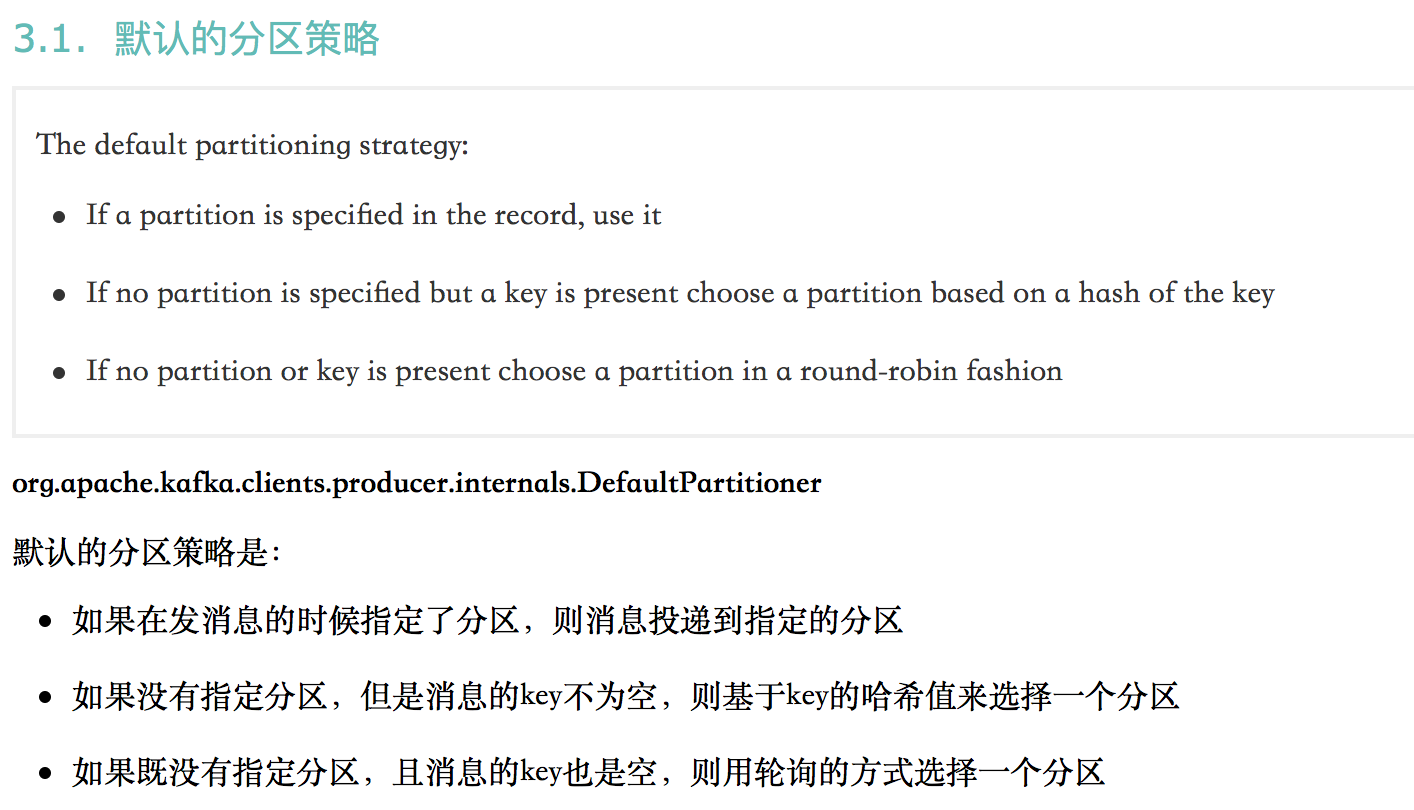 3.1. 默认的分区策略
The default partitioning strategy:
• If a partition is specified in the record, use it
• If no partition is specified but a key is present choose a partition based on a hash of the key
• If no partition or key is present choose a partition in a round-robin fashion
org.apache.kafka.clients.producer.internals.DefaultPartitioner
默认的分区策略是：
• 如果在发消息的时候指定了分区，则消息投递到指定的分区
• 如果没有指定分区，但是消息的key不为空，则基于key的哈希值来选择一个分区
• 如果既没有指定分区，且消息的key也是空，则用轮询的方式选择一个分区